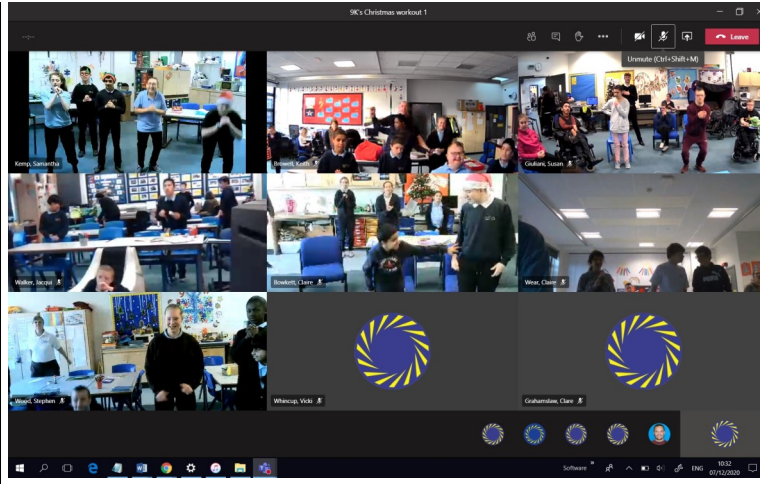 9K's Christmas workout 1
Leave
Unmute (Ctrl+Shift+M)
Kemp, Samantha
Browell, Keith
Giuliani, Susan
Walker, Jacqui
Bowkett, Claire
Wear, Claire
Wood, Stephen
Whincup, Vicki
Grahamslaw, Clare
Software
ENG
10:32
07/12/2020